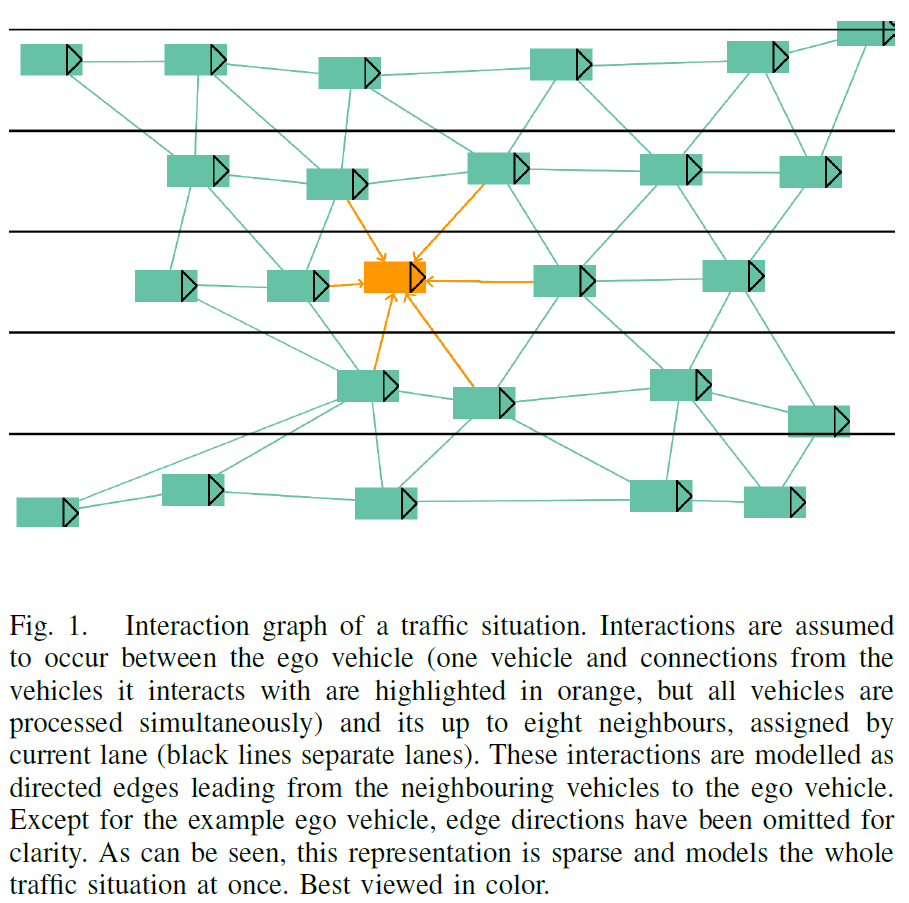 Fig. 1. Interaction graph of a traffic situation. Interactions are assumed
to occur between the ego vehicle (one vehicle and connections from the
vehicles it interacts with are highlighted in orange, but all vehicles are
processed simultaneously) and its up to eight neighbours, assigned by
current lane (black lines separate lanes). These interactions are modelled as
directed edges leading from the neighbouring vehicles to the ego vehicle.
Except for the example ego vehicle, edge directions have been omitted for
clarity. As can be seen, this representation is sparse and models the whole
traffic situation at once. Best viewed in color.